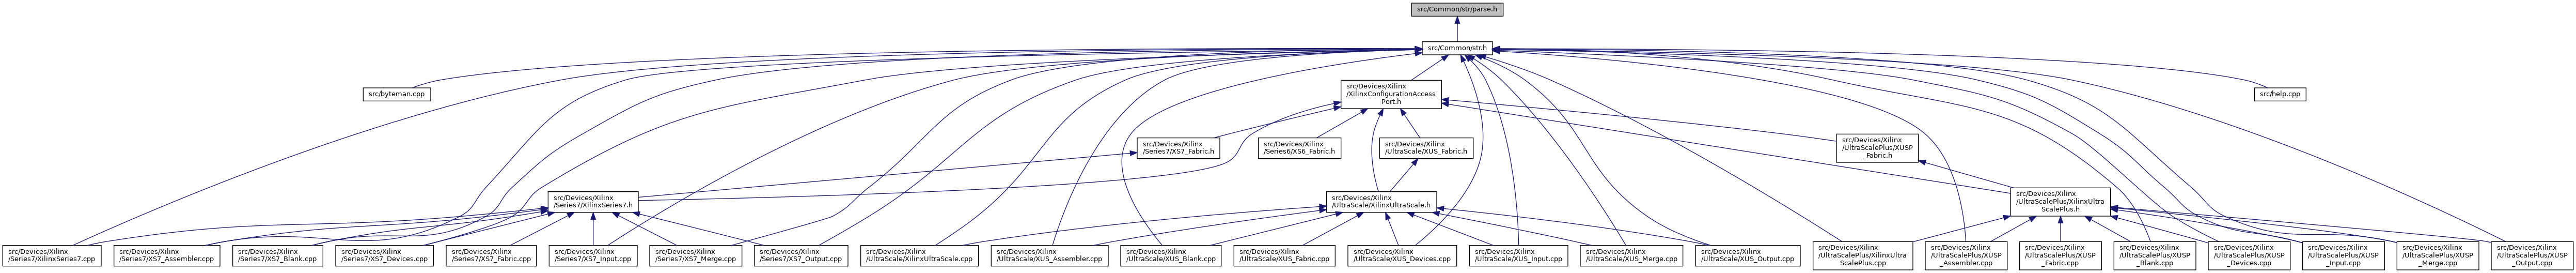 src/Common/str/parse.h
src/Common/str.h
src/byteman.cpp
src/Devices/Xilinx
/XilinxConfigurationAccess
Port.h
src/help.cpp
src/Devices/Xilinx
/Series7/XS7_Fabric.h
src/Devices/Xilinx
/Series6/XS6_Fabric.h
src/Devices/Xilinx
/UltraScale/XUS_Fabric.h
src/Devices/Xilinx
/UltraScalePlus/XUSP
_Fabric.h
src/Devices/Xilinx
/Series7/XilinxSeries7.h
src/Devices/Xilinx
/UltraScale/XilinxUltraScale.h
src/Devices/Xilinx
/UltraScalePlus/XilinxUltra
ScalePlus.h
src/Devices/Xilinx
/Series7/XilinxSeries7.cpp
src/Devices/Xilinx
/Series7/XS7_Assembler.cpp
src/Devices/Xilinx
/Series7/XS7_Blank.cpp
src/Devices/Xilinx
/Series7/XS7_Devices.cpp
src/Devices/Xilinx
/Series7/XS7_Fabric.cpp
src/Devices/Xilinx
/Series7/XS7_Input.cpp
src/Devices/Xilinx
/Series7/XS7_Merge.cpp
src/Devices/Xilinx
/Series7/XS7_Output.cpp
src/Devices/Xilinx
/UltraScale/XilinxUltraScale.cpp
src/Devices/Xilinx
/UltraScale/XUS_Assembler.cpp
src/Devices/Xilinx
/UltraScale/XUS_Blank.cpp
src/Devices/Xilinx
/UltraScale/XUS_Fabric.cpp
src/Devices/Xilinx
/UltraScale/XUS_Devices.cpp
src/Devices/Xilinx
/UltraScale/XUS_Input.cpp
src/Devices/Xilinx
/UltraScale/XUS_Merge.cpp
src/Devices/Xilinx
/UltraScale/XUS_Output.cpp
src/Devices/Xilinx
/UltraScalePlus/XilinxUltra
ScalePlus.cpp
src/Devices/Xilinx
/UltraScalePlus/XUSP
_Assembler.cpp
src/Devices/Xilinx
/UltraScalePlus/XUSP
_Fabric.cpp
src/Devices/Xilinx
/UltraScalePlus/XUSP
_Blank.cpp
src/Devices/Xilinx
/UltraScalePlus/XUSP
_Devices.cpp
src/Devices/Xilinx
/UltraScalePlus/XUSP
_Input.cpp
src/Devices/Xilinx
/UltraScalePlus/XUSP
_Merge.cpp
src/Devices/Xilinx
/UltraScalePlus/XUSP
_Output.cpp